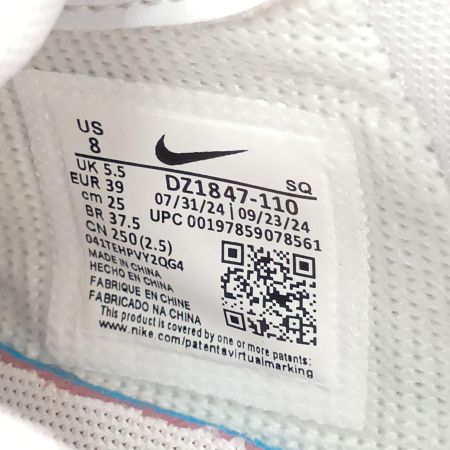 US
8
UK 5.5
EUR 39
cm 25
BR 37.5
CN 250(2.5)
041TEHPVY2QG4
SQ
DZ1847-110
07/31/24 | 09/23/24
UPC 00197859078561
MADE IN CHINA
HECHO EN CHINA
FABRIQUE EN CHINE
FABRICADO NA CHINA
This product is covered by one or more patents:
www.nike.com/patentsvirtualmarking